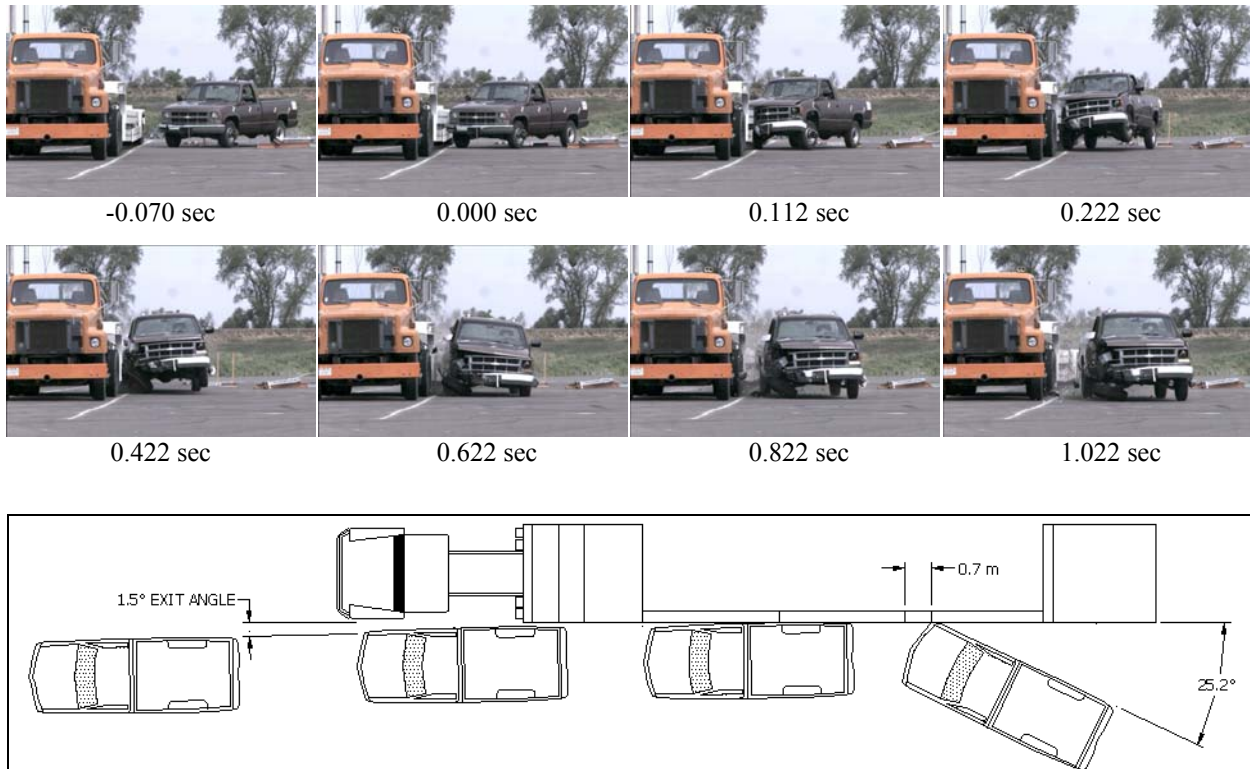 -0.070 sec
0.000 sec
0.112 sec
0.222 sec
0.422 sec
0.622 sec
0.822 sec
1.022 sec
0.7 m
1.5° EXIT ANGLE
25.2°